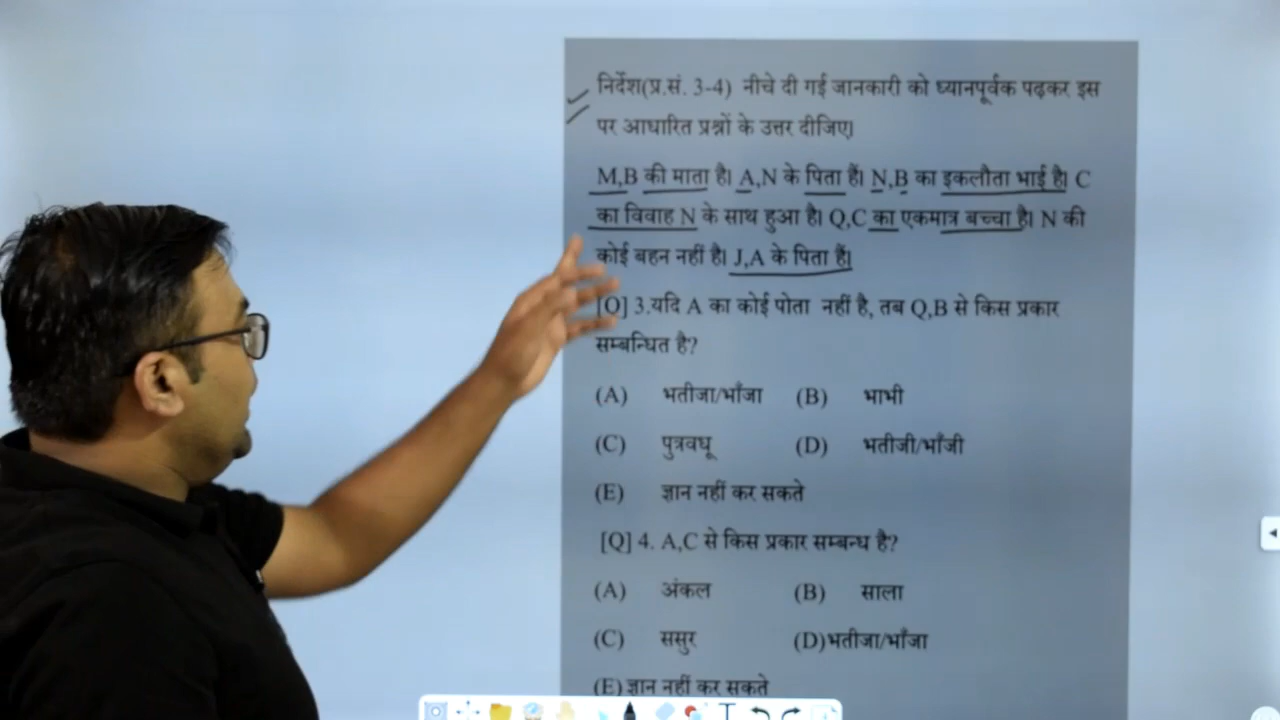 निर्देश(प्र.सं. 3-4) नीचे दी गई जानकारी को ध्यानपूर्वक पढ़कर इस
पर आधारित प्रश्नों के उत्तर दीजिए।
M,B की माता है। A,N के पिता हैं। N,B का इकलौता भाई है। C
का विवाह N के साथ हुआ है। Q,C का एकमात्र बच्चा है। N की
कोई बहन नहीं है। J,A के पिता हैं।
[Q] 3.यदि A का कोई पोता नहीं है, तब Q,B से किस प्रकार
सम्बन्धित है?
(A) भतीजा/भाँजा (B) भाभी
(C) पुत्रवधू (D) भतीजी/भाँजी
(E) ज्ञान नहीं कर सकते
[Q] 4. A,C से किस प्रकार सम्बन्ध है?
(A) अंकल (B) साला
(C) ससुर (D)भतीजा/भाँजा
(E) ज्ञान नहीं कर सकते